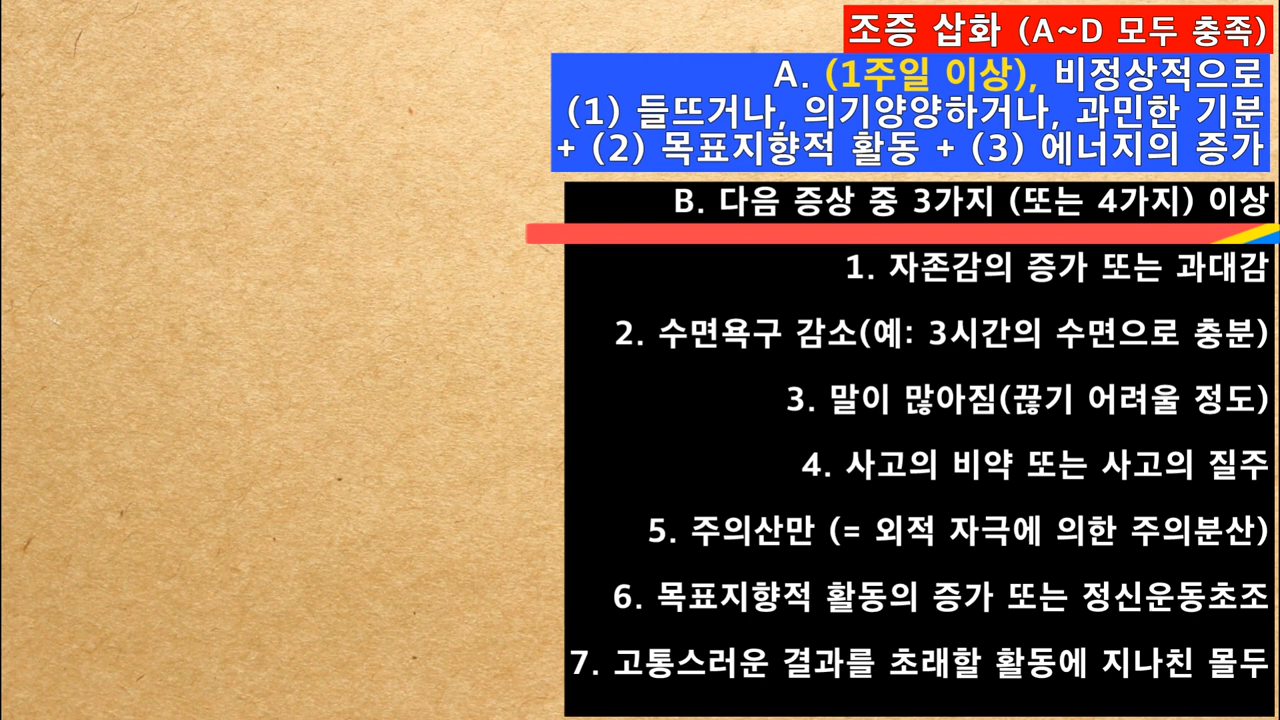 조증 삽화 (A~D 모두 충족)
A. (1주일 이상), 비정상적으로
(1) 들뜨거나, 의기양양하거나, 과민한 기분
+ (2) 목표지향적 활동 + (3) 에너지의 증가
B. 다음 증상 중 3가지 (또는 4가지) 이상
1. 자존감의 증가 또는 과대감
2. 수면욕구 감소(예: 3시간의 수면으로 충분)
3. 말이 많아짐(끊기 어려울 정도)
4. 사고의 비약 또는 사고의 질주
5. 주의산만 (= 외적 자극에 의한 주의분산)
6. 목표지향적 활동의 증가 또는 정신운동초조
7. 고통스러운 결과를 초래할 활동에 지나친 몰두